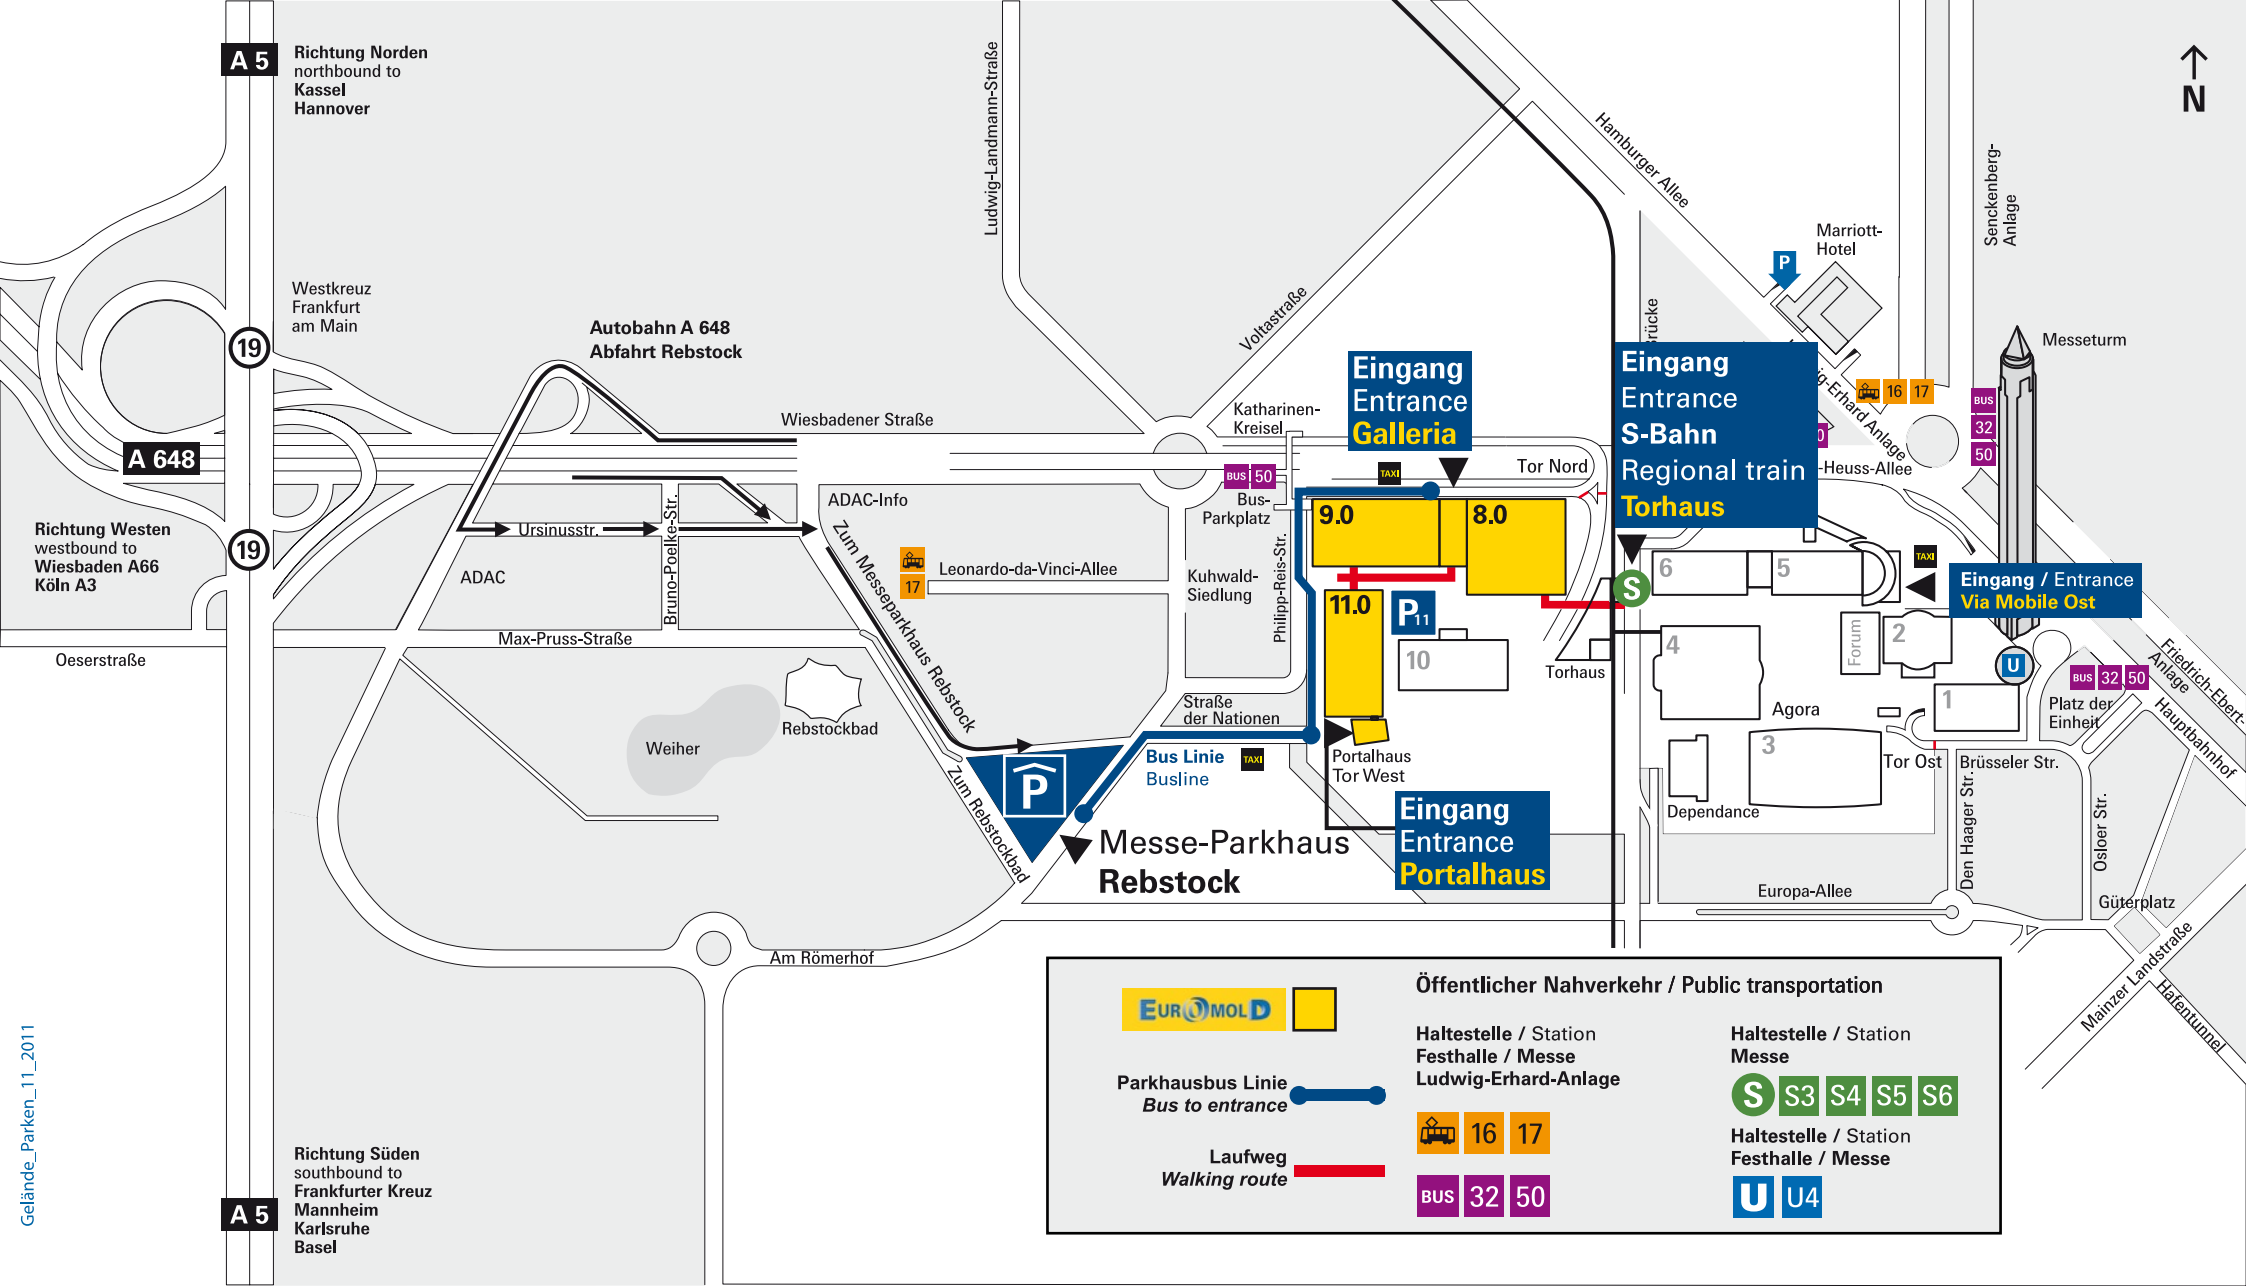 A 5
Richtung Norden
northbound to
Kassel
Hannover
Ludwig-Landmann-Straße
Hamburger Allee
Senckenberg-
Anlage
N
Marriott-
Hotel
P
Westkreuz
Frankfurt
am Main
19
Autobahn A 648
Abfahrt Rebstock
Voltastraße
Brücke
Messeturm
Wiesbadener Straße
Katharinen-
Kreisel
Eingang
Entrance
Galleria
Eingang
Entrance
S-Bahn
Regional train
Torhaus
ig-Erhard Anlage
16 17
BUS
32
50
0
-Heuss-Allee
A 648
BUS 50
Bus-
Parkplatz
TAXI
Tor Nord
Richtung Westen
westbound to
Wiesbaden A66
Köln A3
19
Ursinusstr.
ADAC
Bruno-Poelke-Str.
ADAC-Info
Zum Messeparkhaus Rebstock
17
Leonardo-da-Vinci-Allee
Kuhwald-
Siedlung
Philipp-Reis-Str.
9.0
8.0
11.0
P11
10
S
6
5
TAXI
Eingang / Entrance
Via Mobile Ost
4
Forum
2
U
1
Torhaus
Friedrich-Ebert-
Anlage
BUS 32 50
Platz der
Einheit
Hauptbahnhof
Oeserstraße
Max-Pruss-Straße
Rebstockbad
Weiher
Straße
der Nationen
Agora
3
Tor Ost
Brüsseler Str.
Dependance
Den Haager Str.
Osloer Str.
Bus Linie
Busline
TAXI
Portalhaus
Tor West
P
Zum Rebstockbad
Messe-Parkhaus
Rebstock
Eingang
Entrance
Portalhaus
Europa-Allee
Güterplatz
Mainzer Landstraße
Hafentunnel
Am Römerhof
EUROMOLD
Parkhausbus Linie
Bus to entrance
Laufweg
Walking route
Öffentlicher Nahverkehr / Public transportation
Haltestelle / Station
Festhalle / Messe
Ludwig-Erhard-Anlage
16 17
BUS 32 50
Haltestelle / Station
Messe
S S3 S4 S5 S6
Haltestelle / Station
Festhalle / Messe
U U4
Gelände_Parken_11_2011
A 5
Richtung Süden
southbound to
Frankfurter Kreuz
Mannheim
Karlsruhe
Basel